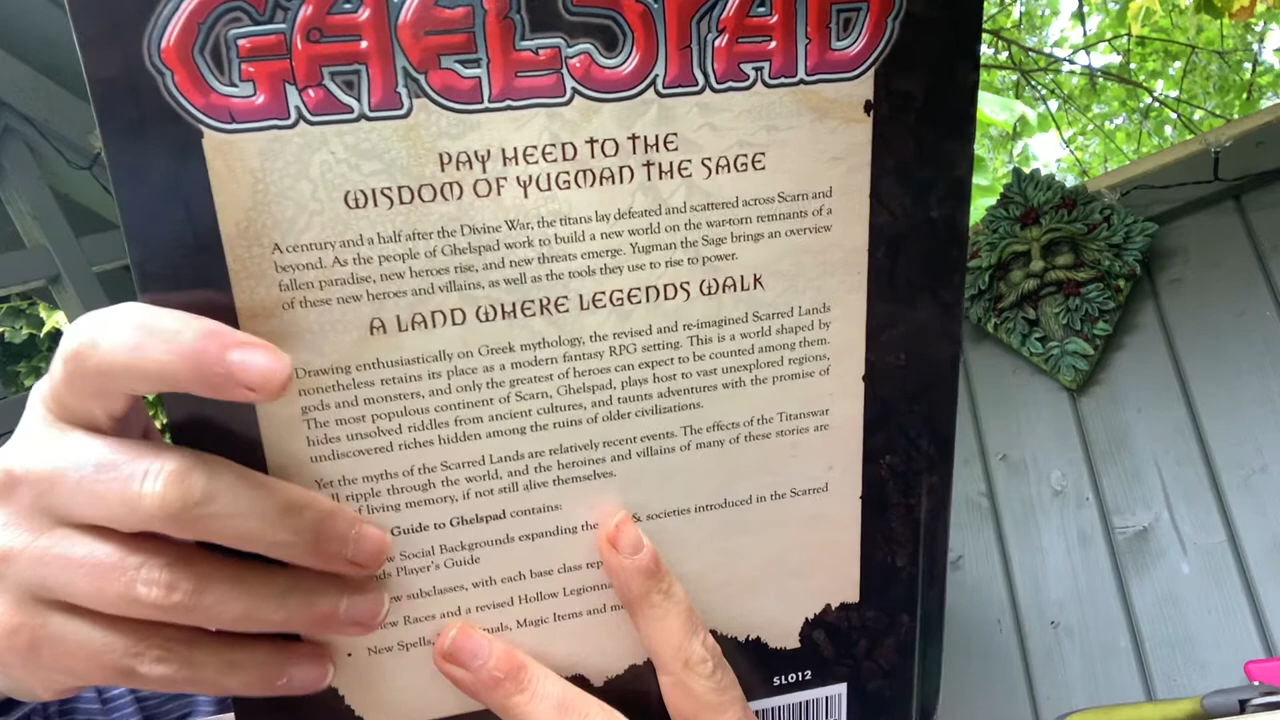 GHELSPAD
PAY HEED TO THE
WISDOM OF YUGMAN THE SAGE
A century and a half after the Divine War, the titans lay defeated and scattered across Scarn and
beyond. As the people of Ghelspad work to build a new world on the war-torn remnants of a
fallen paradise, new heroes rise, and new threats emerge. Yugman the Sage brings an overview
of these new heroes and villains, as well as the tools they use to rise to power.
A LAND WHERE LEGENDS WALK
Drawing enthusiastically on Greek mythology, the revised and re-imagined Scarred Lands
nonetheless retains its place as a modern fantasy RPG setting. This is a world shaped by
gods and monsters, and only the greatest of heroes can expect to be counted among them.
The most populous continent of Scarn, Ghelspad, plays host to vast unexplored regions,
hides unsolved riddles from ancient cultures, and taunts adventures with the promise of
undiscovered riches hidden among the ruins of older civilizations.
Yet the myths of the Scarred Lands are relatively recent events. The effects of the Titanswar
ll ripple through the world, and the heroines and villains of many of these stories are
f living memory, if not still alive themselves.
Guide to Ghelspad contains:
w Social Backgrounds expanding the & societies introduced in the Scarred
ds Player's Guide
ew subclasses, with each base class rep
ew Races and a revised Hollow Legionna
• New Spells, uals, Magic Items and m
SL012